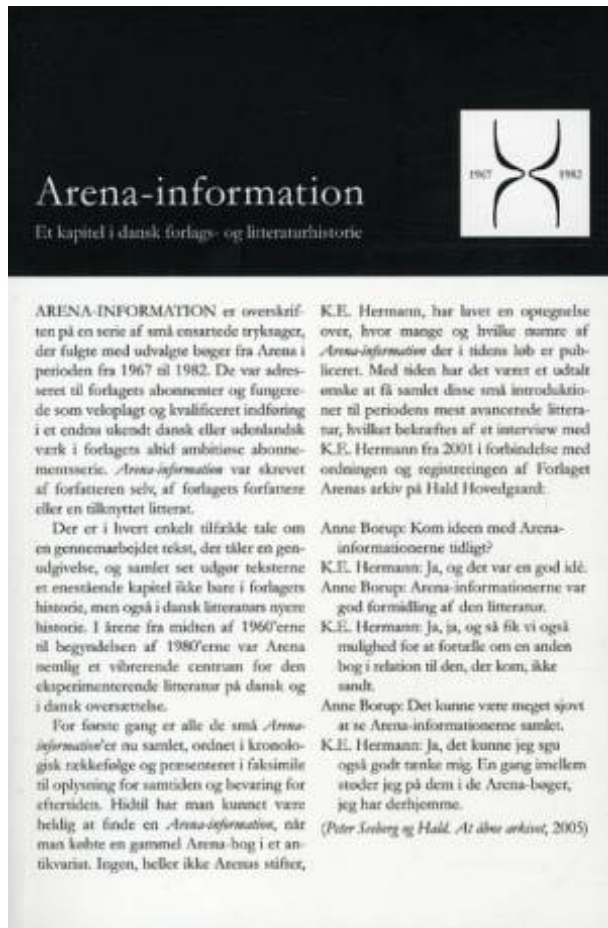 1967 1982
Arena-information
Et kapitel i dansk forlags- og litteraturhistorie
ARENA-INFORMATION er overskrif-
ten på en serie af små ensartede tryksager,
der fulgte med udvalgte bøger fra Arena i
perioden fra 1967 til 1982. De var adres-
seret til forlagets abonnenter og fungere-
de som veloplagt og kvalificeret indføring
i et endnu ukendt dansk eller udenlandsk
værk i forlagets altid ambitiøse abonne-
mentsserie. Arena-information var skrevet
af forfatteren selv, af forlagets forfattere
eller en tilknyttet litterat.
Der er i hvert enkelt tilfælde tale om
en gennemarbejdet tekst, der tåler en gen-
udgivelse, og samlet set udgør teksterne
et enestående kapitel ikke bare i forlagets
historie, men også i dansk litteraturs nyere
historie. I årene fra midten af 1960'erne
til begyndelsen af 1980'erne var Arena
nemlig et vibrerende centrum for den
eksperimenterende litteratur på dansk og
i dansk oversættelse.
For første gang er alle de små Arena-
information'er nu samlet, ordnet i kronolo-
gisk rækkefølge og præsenteret i faksimile
til oplysning for samtiden og bevaring for
eftertiden. Hidtil har man kunnet være
heldig at finde en Arena-information, når
man købte en gammel Arena-bog i et an-
tikvariat. Ingen, heller ikke Arenas stifter,
K.E. Hermann, har lavet en optegnelse
over, hvor mange og hvilke numre af
Arena-information der i tidens løb er pub-
liceret. Med tiden har det været et udtalt
ønske at få samlet disse små introduktio-
ner til periodens mest avancerede littera-
tur, hvilket bekræftes af et interview med
K.E. Hermann fra 2001 i forbindelse med
ordningen og registreringen af Forlaget
Arenas arkiv på Hald Hovedgaard:
Anne Borup: Kom ideen med Arena-
informationerne tidligt?
K.E. Hermann: Ja, og det var en god idé.
Anne Borup: Arena-informationerne var
god formidling af den litteratur.
K.E. Hermann: Ja, ja, og så fik vi også
mulighed for at fortælle om en anden
bog i relation til den, der kom, ikke
sandt.
Anne Borup: Det kunne være meget sjovt
at se Arena-informationerne samlet.
K.E. Hermann: Ja, det kunne jeg sgu
også godt tænke mig. En gang imellem
støder jeg på dem i de Arena-bøger,
jeg har derhjemme.
(Peter Seeberg og Hald. At åbne arkivet, 2005)